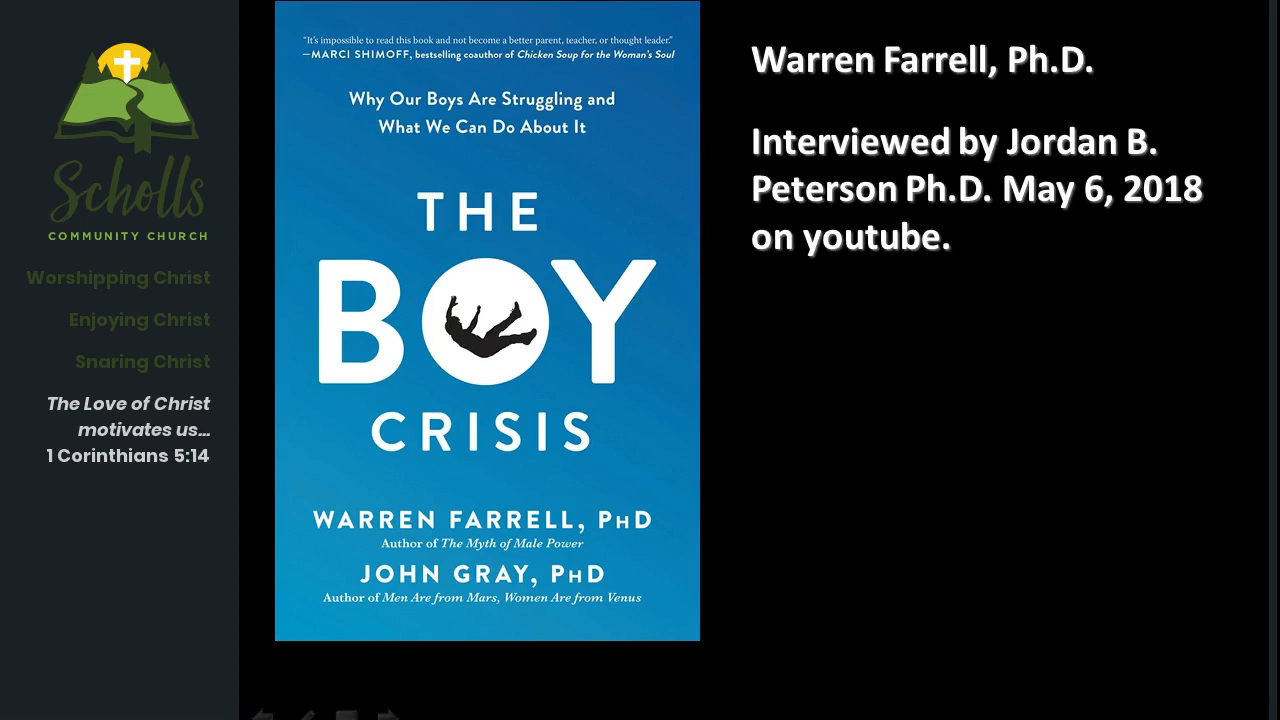 Scholls
COMMUNITY CHURCH
Worshipping Christ
Enjoying Christ
Snaring Christ
The Love of Christ
motivates us...
1 Corinthians 5:14
"It's impossible to read this book and not become a better parent, teacher, or thought leader."
—MARCI SHIMOFF, bestselling coauthor of Chicken Soup for the Woman's Soul
Why Our Boys Are Struggling and
What We Can Do About It
THE
BOY
CRISIS
WARREN FARRELL, PHD
Author of The Myth of Male Power
JOHN GRAY, PHD
Author of Men Are from Mars, Women Are from Venus
Warren Farrell, Ph.D.
Interviewed by Jordan B.
Peterson Ph.D. May 6, 2018
on youtube.